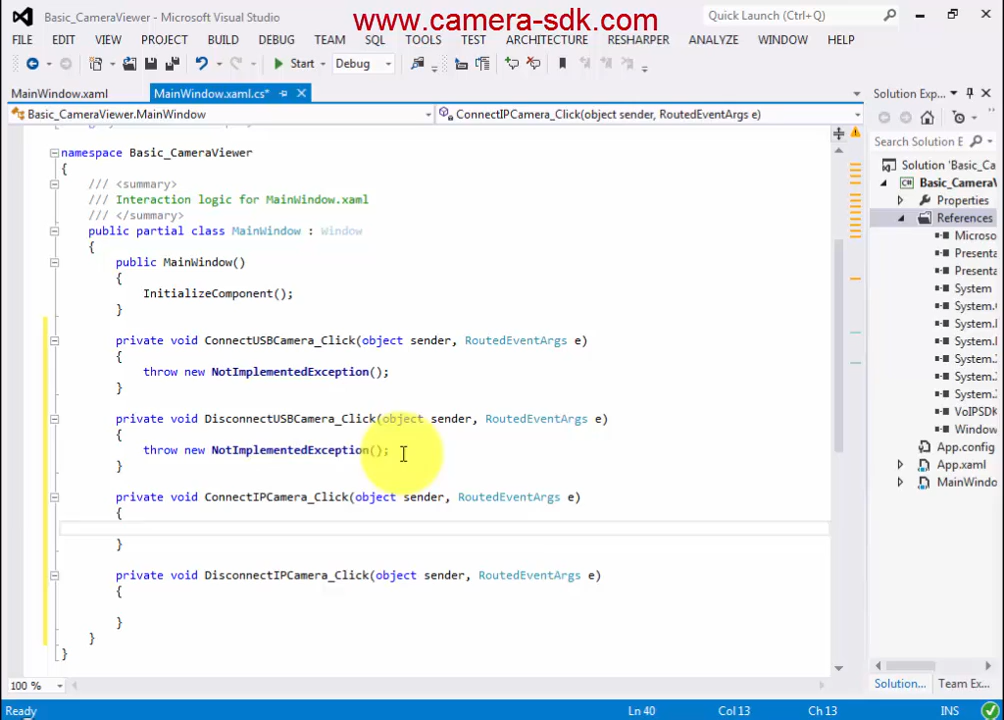 Basic_CameraViewer - Microsoft Visual Studio
www.camera-sdk.com
Quick Launch (Ctrl+Q)
FILE EDIT VIEW PROJECT BUILD DEBUG TEAM SQL TOOLS TEST ARCHITECTURE RESHARPER ANALYZE WINDOW HELP
Start Debug
MainWindow.xaml MainWindow.xaml.cs* Solution Exp...
Basic_CameraViewer.MainWindow ConnectIPCamera_Click(object sender, RoutedEventArgs e)
Search Solution E
namespace Basic_CameraViewer
{
/// <summary>
/// Interaction logic for MainWindow.xaml
/// </summary>
public partial class MainWindow : Window
{
public MainWindow()
{
InitializeComponent();
}
private void ConnectUSBCamera_Click(object sender, RoutedEventArgs e)
{
throw new NotImplementedException();
}
private void DisconnectUSBCamera_Click(object sender, RoutedEventArgs e)
{
throw new NotImplementedException();
}
private void ConnectIPCamera_Click(object sender, RoutedEventArgs e)
{
}
private void DisconnectIPCamera_Click(object sender, RoutedEventArgs e)
{
}
}
}
Solution 'Basic_Ca
Basic_CameraV
Properties
References
Microso
Presenta
Presenta
System
System.C
System.I
System.R
System.X
System.X
System.X
VoIPSDK
Window
App.config
App.xaml
MainWindo
100 %
Solution... Team Ex...
Ready Ln 40 Col 13 Ch 13 INS